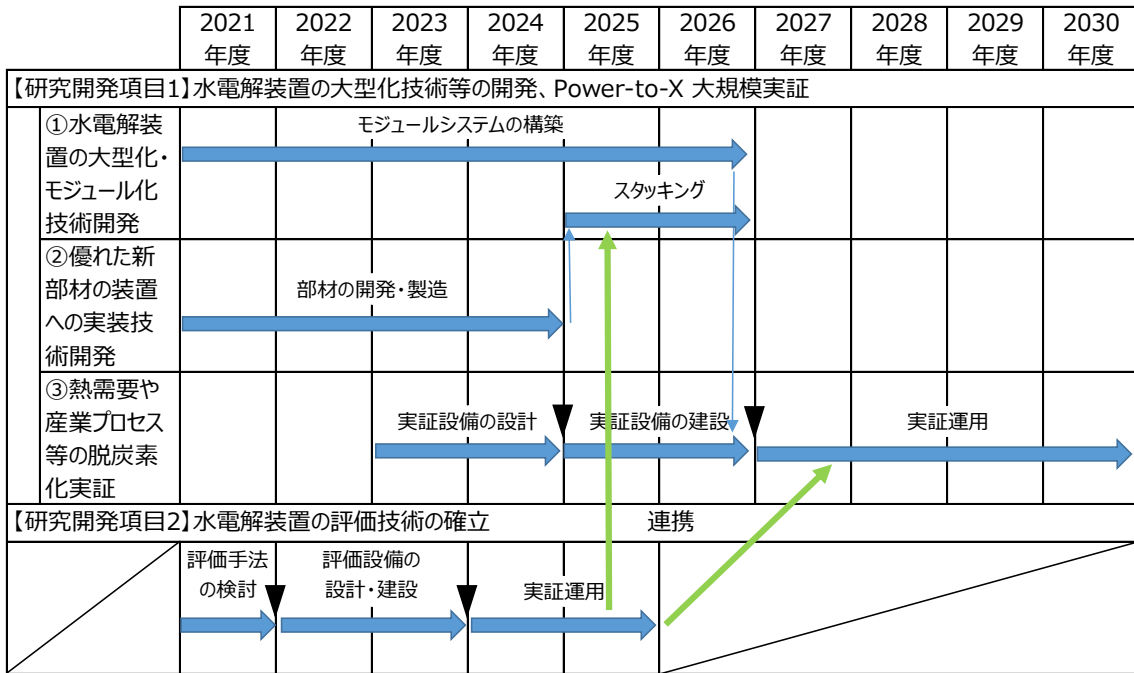 2021 2022 2023 2024 2025 2026 2027 2028 2029 2030
年度 年度 年度 年度 年度 年度 年度 年度 年度 年度
【研究開発項目1】水電解装置の大型化技術等の開発、Power-to-X 大規模実証
①水電解装
置の大型化・
モジュール化
技術開発
モジュールシステムの構築
スタッキング
②優れた新
部材の装置
への実装技
術開発
部材の開発・製造
③熱需要や
産業プロセス
等の脱炭素
化実証
実証設備の設計
実証設備の建設
実証運用
【研究開発項目2】水電解装置の評価技術の確立
連携
評価手法
の検討
評価設備の
設計・建設
実証運用